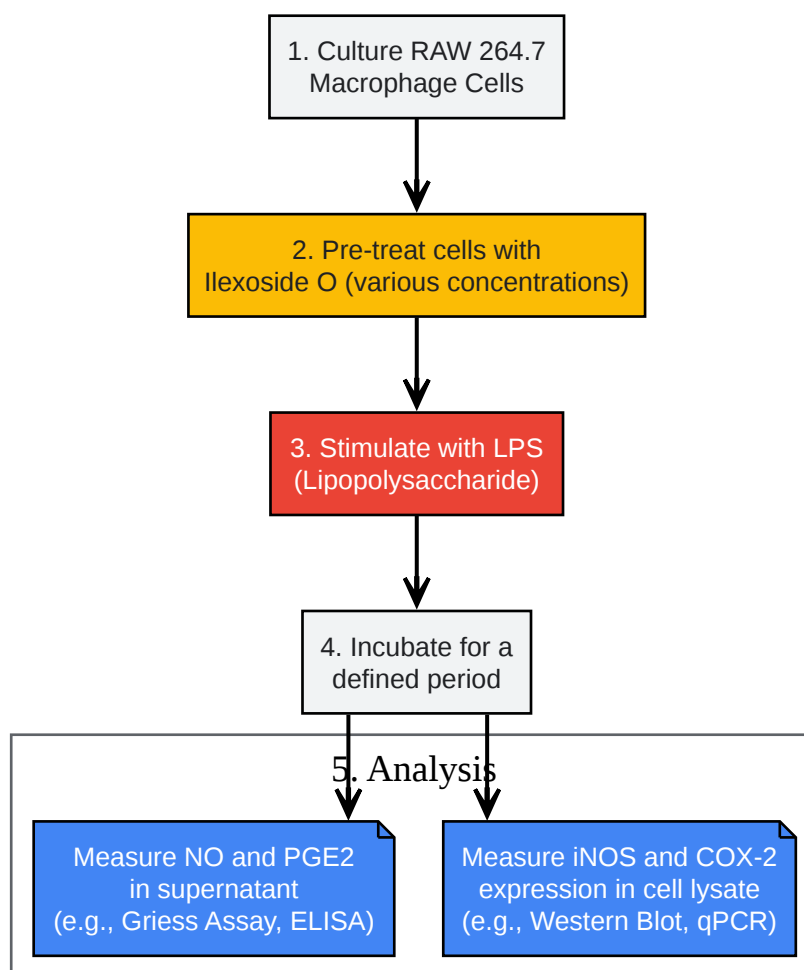 1. Culture RAW 264.7
Macrophage Cells
2. Pre-treat cells with
Ilexoside O (various concentrations)
3. Stimulate with LPS
(Lipopolysaccharide)
4. Incubate for a
defined period
5. Analysis
Measure NO and PGE2
in supernatant
(e.g., Griess Assay, ELISA)
Measure iNOS and COX-2
expression in cell lysate
(e.g., Western Blot, qPCR)